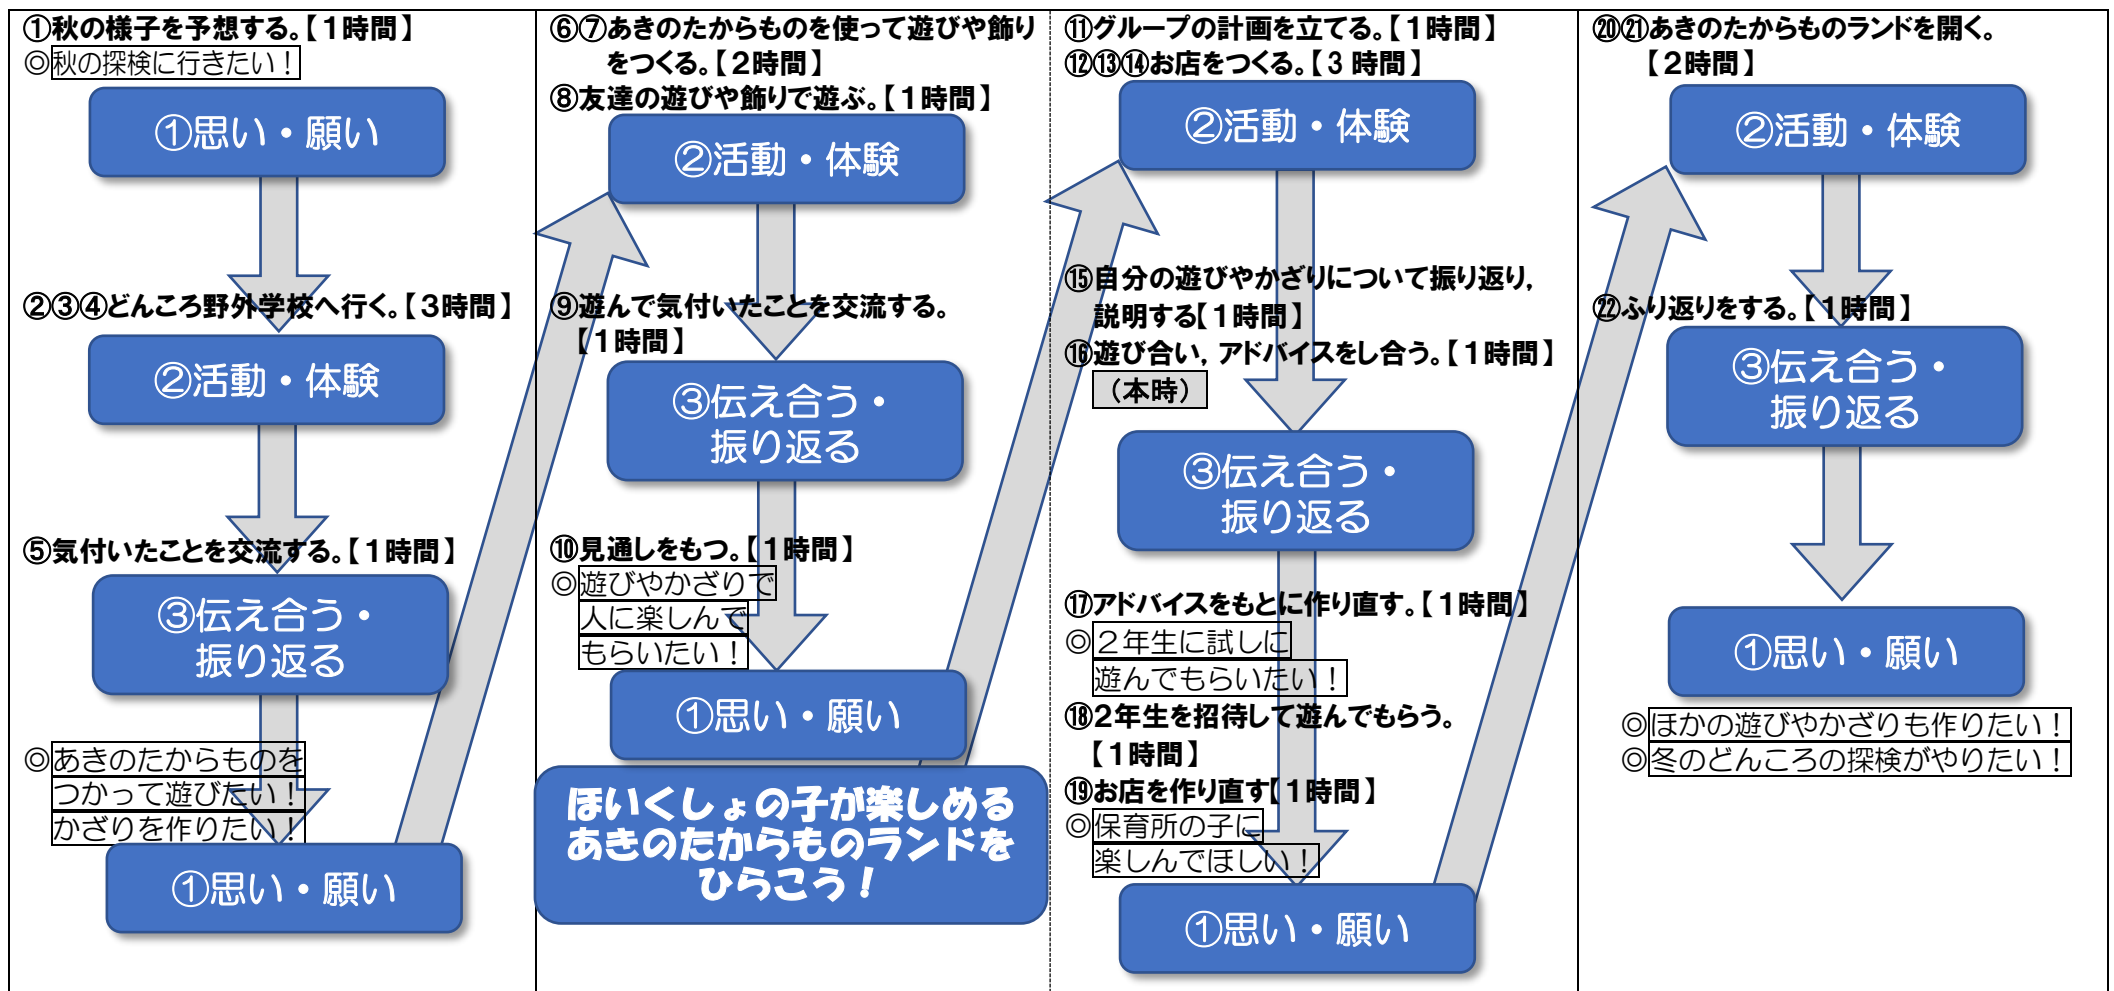 ①秋の様子を予想する。【１時間】
◎秋の探検に行きたい！
①思い・願い
②③④どんころ野外学校へ行く。【３時間】
②活動・体験
⑤気付いたことを交流する。【１時間】
③伝え合う・
振り返る
◎あきのたからものを
つかって遊びたい！
かざりを作りたい！
①思い・願い
⑥⑦あきのたからものを使って遊びや飾り
をつくる。【２時間】
⑧友達の遊びや飾りで遊ぶ。【１時間】
②活動・体験
⑨遊んで気付いたことを交流する。
【１時間】
③伝え合う・
振り返る
⑩見通しをもつ。【１時間】
◎遊びやかざりで
人に楽しんで
もらいたい！
①思い・願い
ほいくしょの子が楽しめる
あきのたからものランドを
ひらこう！
⑪グループの計画を立てる。【１時間】
⑫⑬⑭お店をつくる。【３時間】
②活動・体験
⑮自分の遊びやかざりについて振り返り，
説明する【１時間】
⑯遊び合い，アドバイスをし合う。【１時間】
（本時）
③伝え合う・
振り返る
⑰アドバイスをもとに作り直す。【１時間】
◎２年生に試しに
遊んでもらいたい！
⑱２年生を招待して遊んでもらう。
【１時間】
⑲お店を作り直す【１時間】
◎保育所の子に
楽しんでほしい！
①思い・願い
⑳㉑あきのたからものランドを開く。
【２時間】
②活動・体験
㉒ふり返りをする。【１時間】
③伝え合う・
振り返る
①思い・願い
◎ほかの遊びやかざりも作りたい！
◎冬のどんころの探検がやりたい！